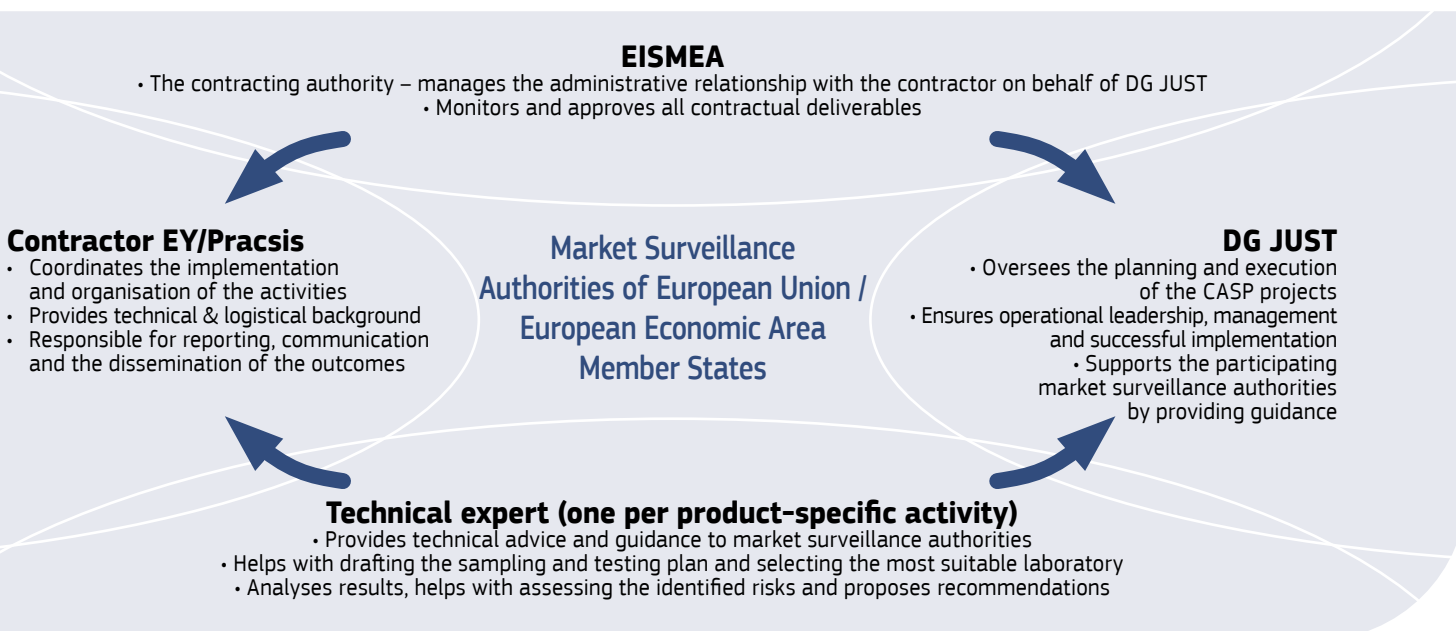 EISMEA
• The contracting authority – manages the administrative relationship with the contractor on behalf of DG JUST
• Monitors and approves all contractual deliverables
Contractor EY/Pracsis
• Coordinates the implementation
and organisation of the activities
• Provides technical & logistical background
• Responsible for reporting, communication
and the dissemination of the outcomes
Market Surveillance
Authorities of European Union /
European Economic Area
Member States
DG JUST
• Oversees the planning and execution
of the CASP projects
• Ensures operational leadership, management
and successful implementation
• Supports the participating
market surveillance authorities
by providing guidance
Technical expert (one per product-specific activity)
• Provides technical advice and guidance to market surveillance authorities
• Helps with drafting the sampling and testing plan and selecting the most suitable laboratory
• Analyses results, helps with assessing the identified risks and proposes recommendations